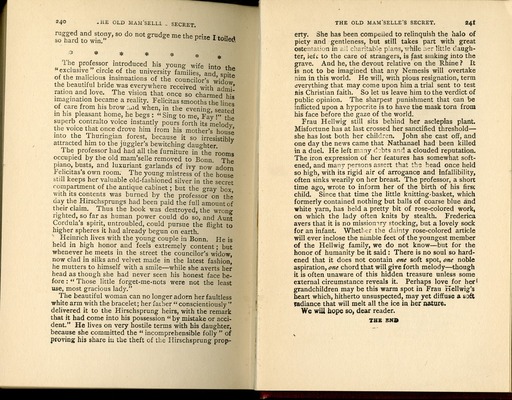 240 THE OLD MAM'SELLE'S SECRET.
rugged and stony, so do not grudge me the prize I toiled
so hard to win."
* * * * * *
The professor introduced his young wife into the
"exclusive" circle of the university families, and, spite
of the malicious insinuations of the councilor's widow,
the beautiful bride was everywhere received with admi-
ration and love. The vision that once so charmed his
imagination became a reality. Felicitas smooths the lines
of care from his brow and when, in the evening, seated
in his pleasant home, he begs: "Sing to me, Fay!" the
superb contralto voice instantly pours forth its melody,
the voice that once drove him from his mother's house
into the Thuringian forest, because it so irresistibly
attracted him to the juggler's bewitching daughter.
The professor had all the furniture in the rooms
occupied by the old mam'selle removed to Bonn. The
piano, busts, and luxuriant garlands of ivy now adorn
Felicitas's own room. The young mistress of the house
still keeps her valuable old-fashioned silver in the secret
compartment of the antique cabinet; but the gray box,
with its contents was burned by the professor on the
day the Hirschsprungs had been paid the full amount of
their claim. Thus the book was destroyed, the wrong
righted, so far as human power could do so, and Aunt
Cordula's spirit, untroubled, could pursue the flight to
higher spheres it had already begun on earth.
Heinrich lives with the young couple in Bonn. He is
held in high honor and feels extremely content; but
whenever he meets in the street the councilor's widow,
now clad in silks and velvet made in the latest fashion,
he mutters to himself with a smile—while she averts her
head as though she had never seen his honest face be-
fore: "Those little forget-me-nots were not the least
use, most gracious lady."
The beautiful woman can no longer adorn her faultless
white arm with the bracelet; her father "conscientiously"
delivered it to the Hirschsprung heirs, with the remark
that it had come into his possession "by mistake or acci-
dent." He lives on very hostile terms with his daughter,
because she committed the "incomprehensible folly" of
proving his share in the theft of the Hirschsprung prop-
THE OLD MAM'SELLE'S SECRET. 241
erty. She has been compelled to relinquish the halo of
piety and gentleness, but still takes part with great
ostentation in all charitable plans, while her little daugh-
ter, left to the care of strangers, is fast sinking into the
grave. And he, the devout relative on the Rhine? It
is not to be imagined that any Nemesis will overtake
him in this world. He will, with pious resignation, term
everything that may come upon him a trial sent to test
his Christian faith. So let us leave him to the verdict of
public opinion. The sharpest punishment that can be
inflicted upon a hypocrite is to have the mask torn from
his face before the gaze of the world.
Frau Hellwig still sits behind her asclepias plant.
Misfortune has at last crossed her sanctified threshold—
she has lost both her children. John she cast off, and
one day the news came that Nathanael had been killed
in a duel. He left many debts and a clouded reputation.
The iron expression of her features has somewhat soft-
ened, and many persons assert that the head once held
so high, with its rigid air of arrogance and Infallibility,
often sinks wearily on her breast. The professor, a short
time ago, wrote to inform her of the birth of his first
child. Since that time the little knitting-basket, which
formerly contained nothing but balls of coarse blue and
white yarn, has held a pretty bit of rose-colored work,
on which the lady often knits by stealth. Frederica
avers that it is no missionary stocking, but a lovely sock
for an infant. Whether the dainty rose-colored article
will ever inclose the nimble feet of the youngest member
of the Hellwig family, we do not know—but for the
honor of humanity be it said: There is no soul so hard-
ened that it does not contain one soft spot, one noble
aspiration, one chord that will give forth melody—though
it is often unaware of this hidden treasure unless some
external circumstance reveals it. Perhaps love for her
grandchildren may be this warm spot in Frau Hellwig's
heart which, hitherto unsuspected, may yet diffuse a soft
radiance that will melt all the ice in her nature.
We will hope so, dear reader.
THE END